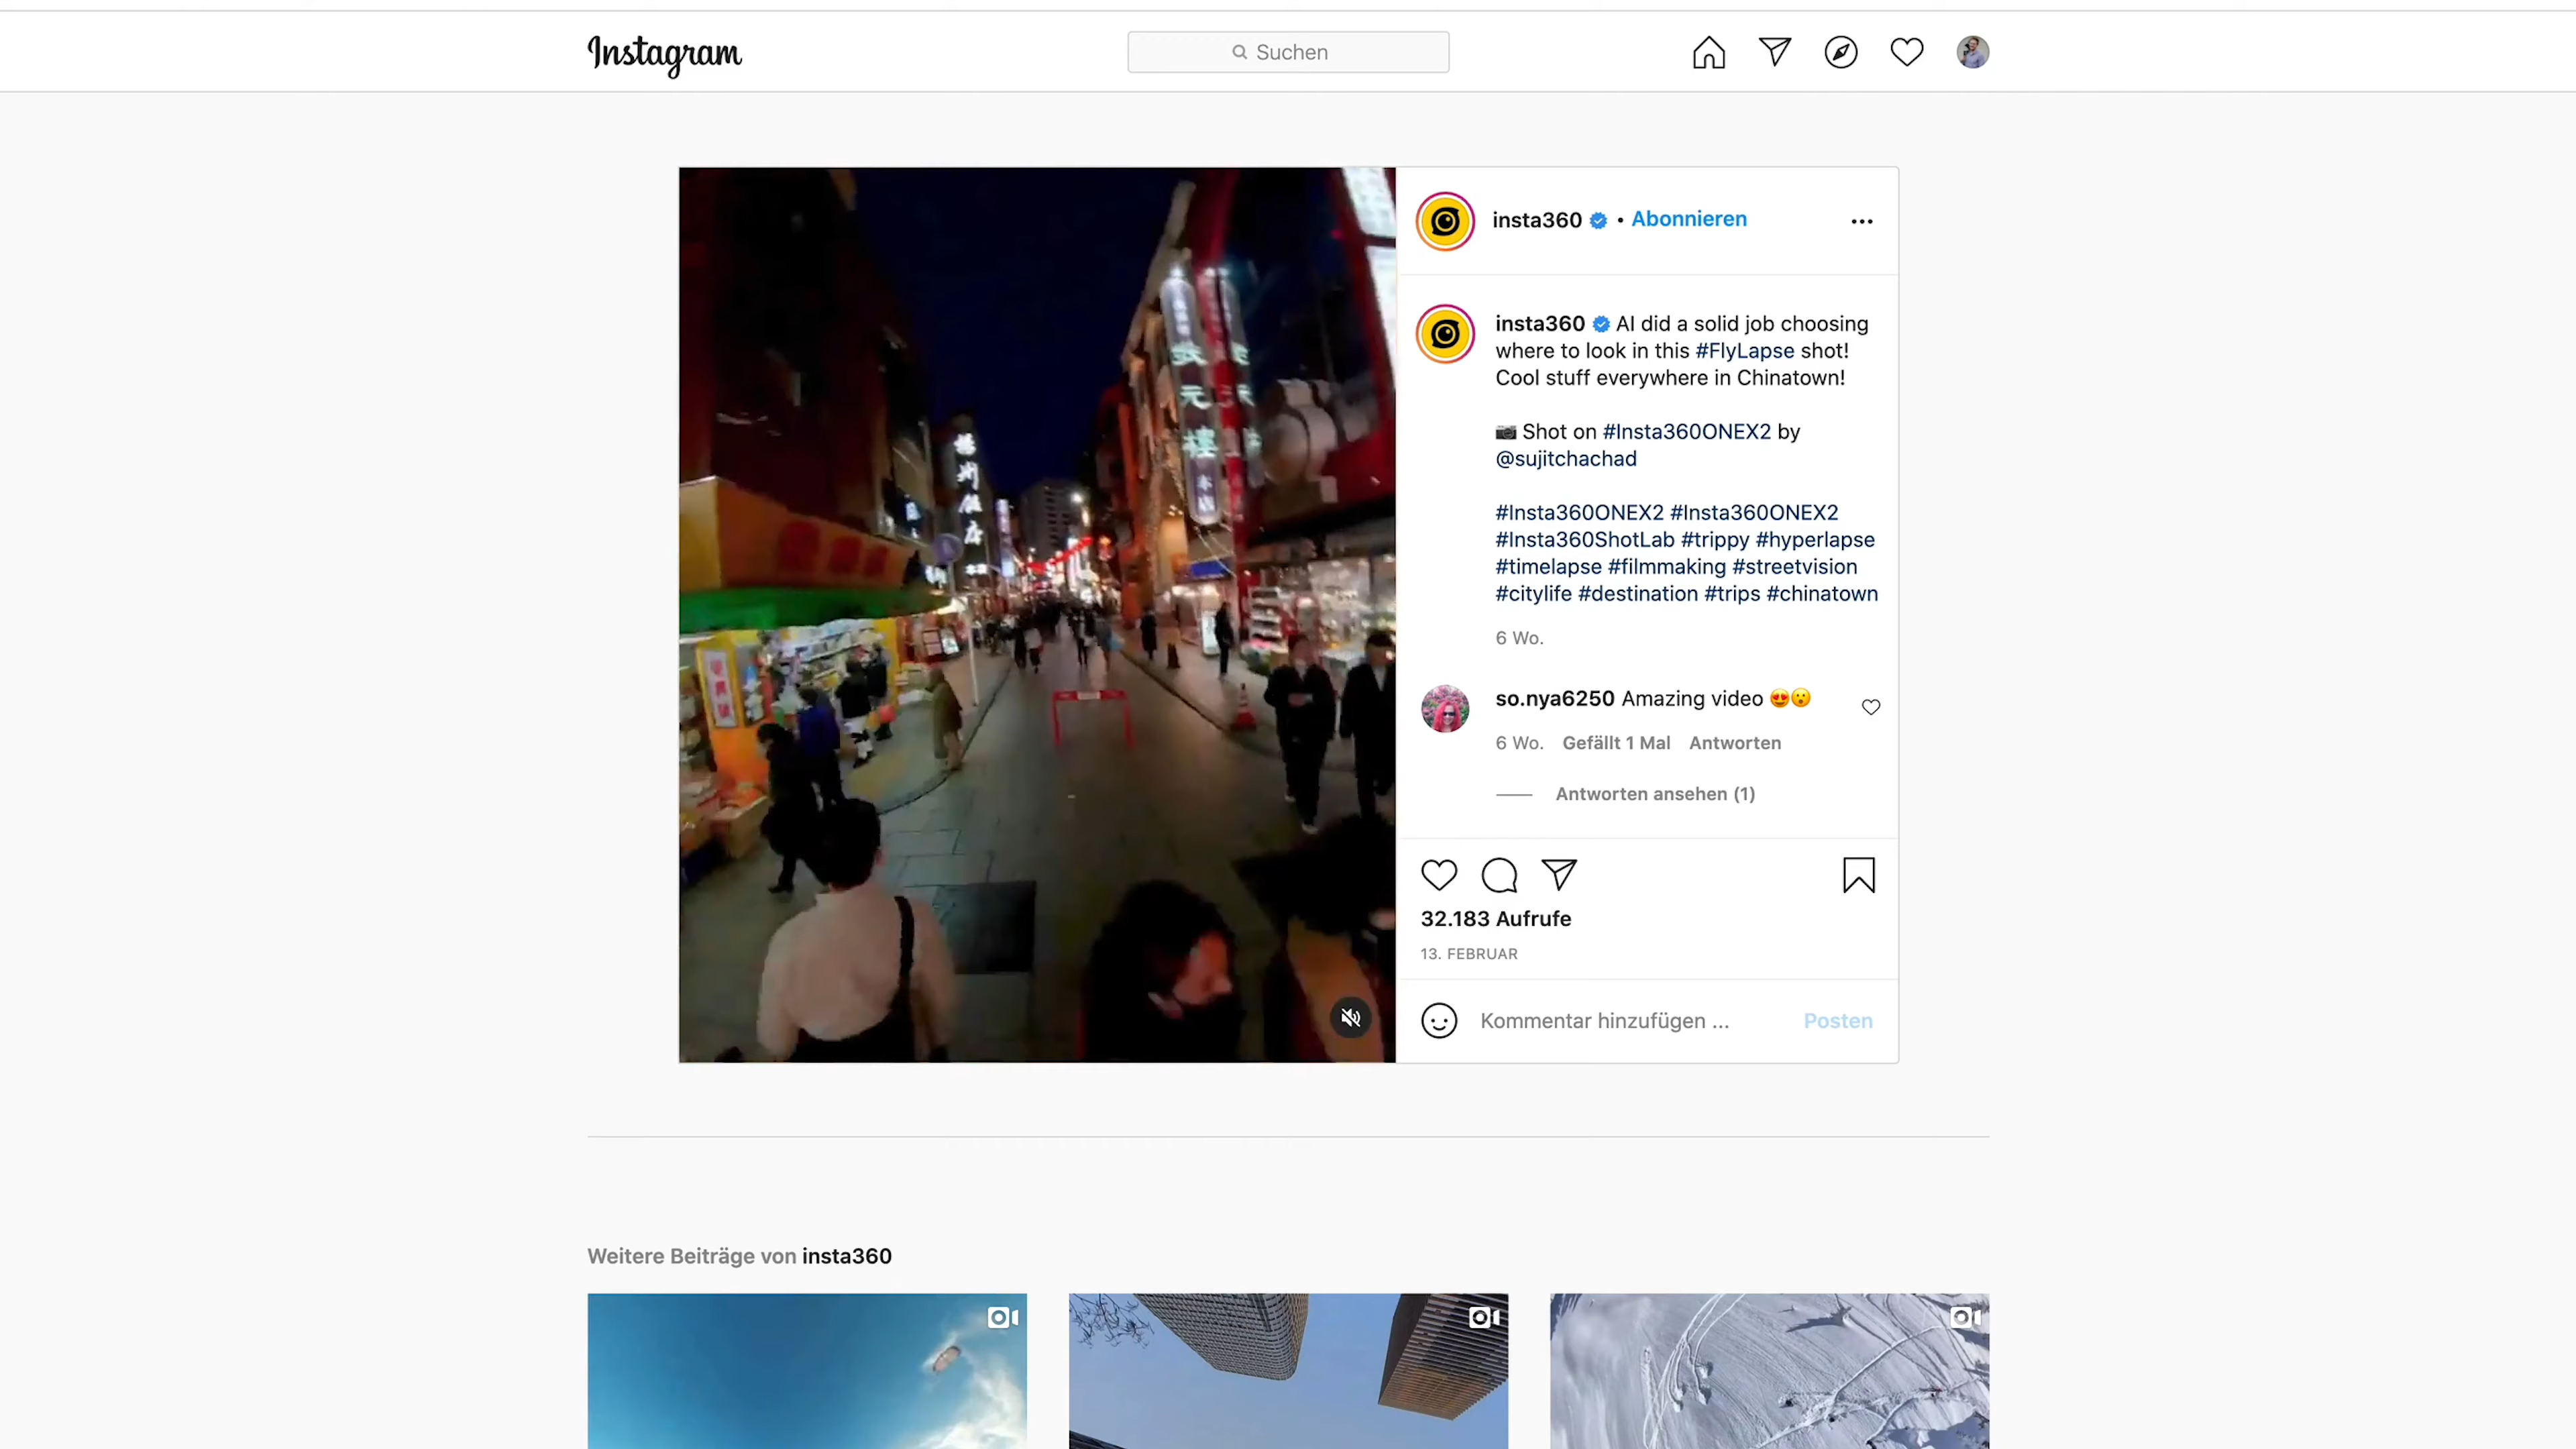 Instagram
Suchen
insta360 • Abonnieren
insta360 AI did a solid job choosing
where to look in this #FlyLapse shot!
Cool stuff everywhere in Chinatown!
📷 Shot on #Insta360ONEX2 by
@sujitchachad
#Insta360ONEX2 #Insta360ONEX2
#Insta360ShotLab #trippy #hyperlapse
#timelapse #filmmaking #streetvision
#citylife #destination #trips #chinatown
6 Wo.
so.nya6250 Amazing video 😍😮
6 Wo. Gefällt 1 Mal Antworten
Antworten ansehen (1)
32.183 Aufrufe
13. FEBRUAR
Kommentar hinzufügen ...
Posten
Weitere Beiträge von insta360